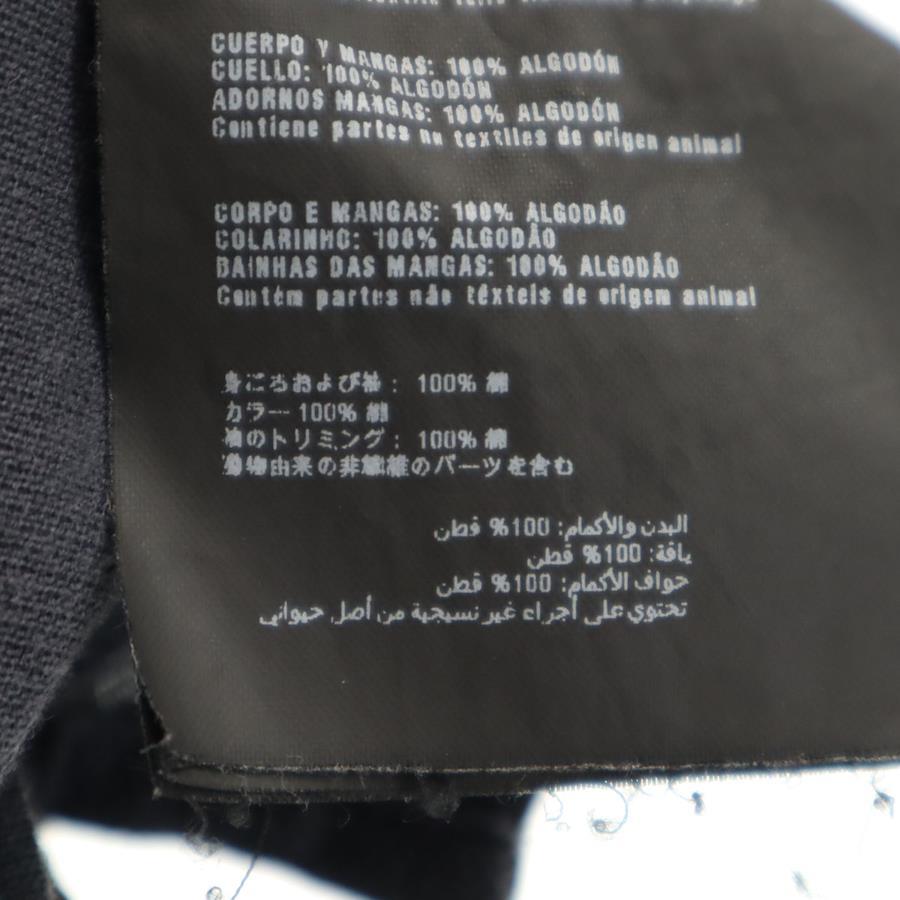 CUERPO Y MANGAS: 100% ALGODÓN
CUELLO: 100% ALGODÓN
ADORNOS MANGAS: 100% ALGODÓN
Contiene partes no textiles de origen animal
CORPO E MANGAS: 100% ALGODÃO
COLARINHO: 100% ALGODÃO
BAINHAS DAS MANGAS: 100% ALGODÃO
Contém partes não têxteis de origem animal
身ごろおよび袖： 100% 綿
カラー 100% 綿
袖のトリミング： 100% 綿
動物由来の非繊維のパーツを含む
البدن والأكمام: 100% قطن
ياقة: 100% قطن
حواف الأكمام: 100% قطن
تحتوي على أجزاء غير نسيجية من أصل حيواني